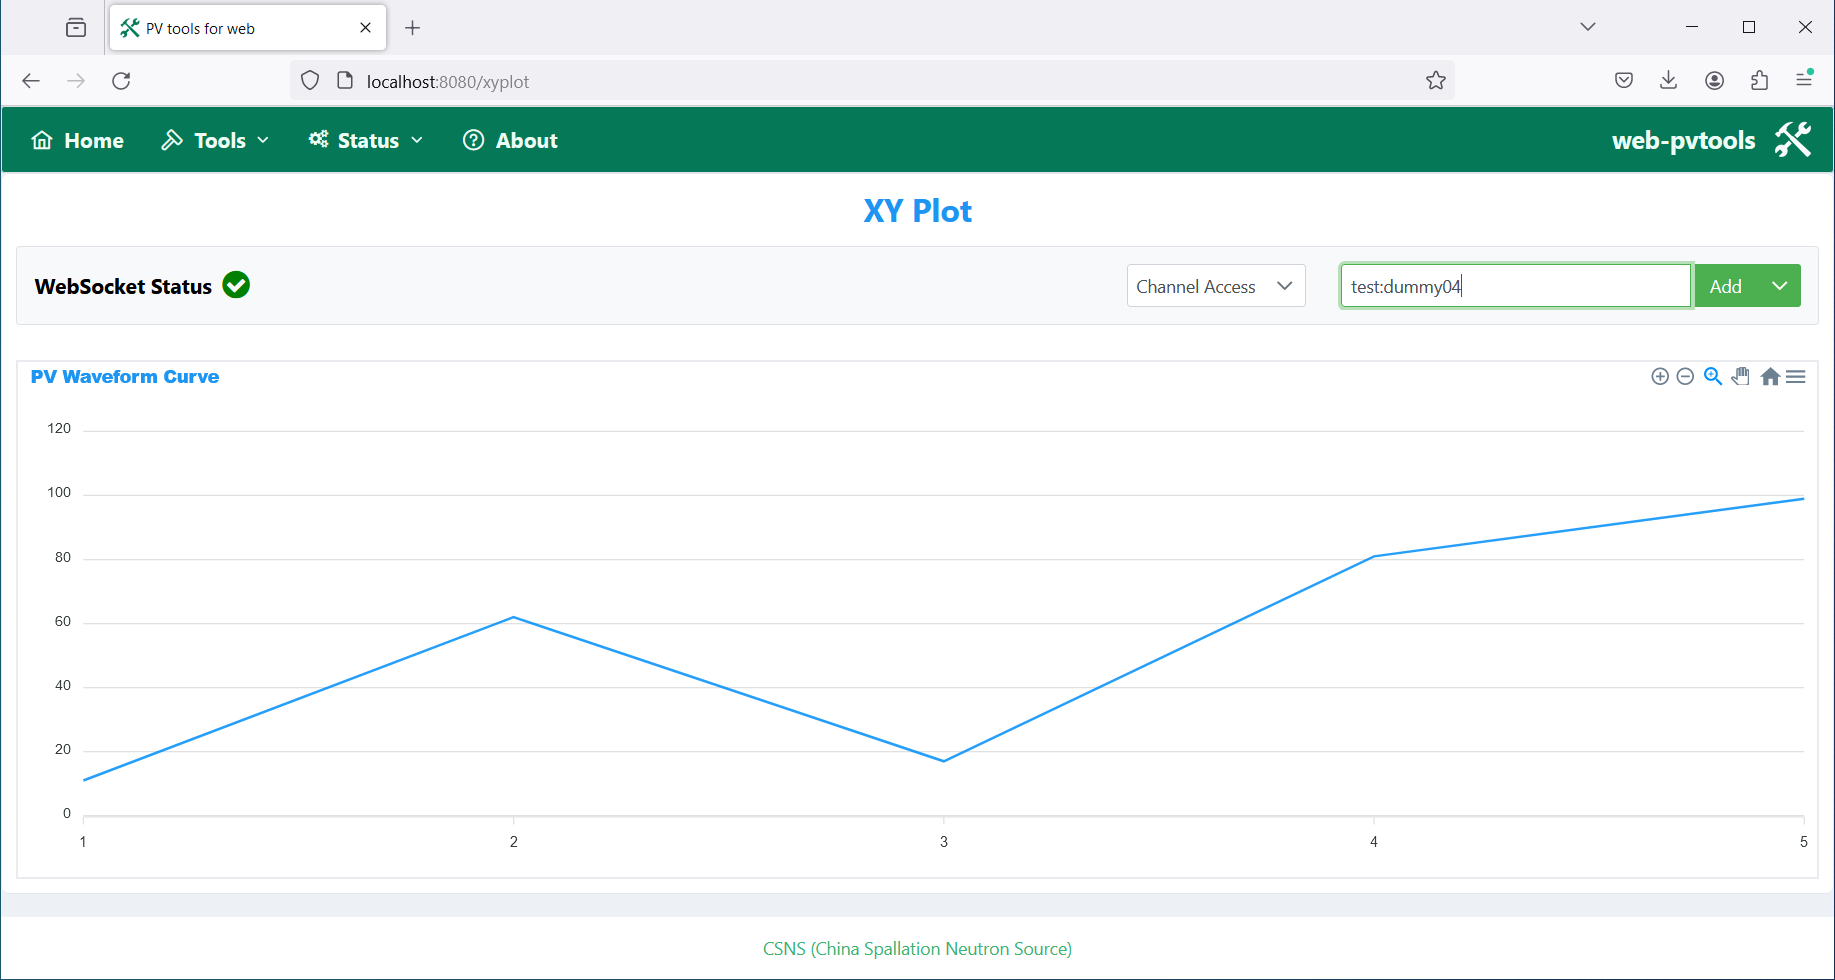 PV tools for web
localhost:8080/xyplot
Home Tools Status About web-pvtools
XY Plot
WebSocket Status Channel Access test:dummy04 Add
PV Waveform Curve
120
100
80
60
40
20
0
1 2 3 4 5
CSNS (China Spallation Neutron Source)